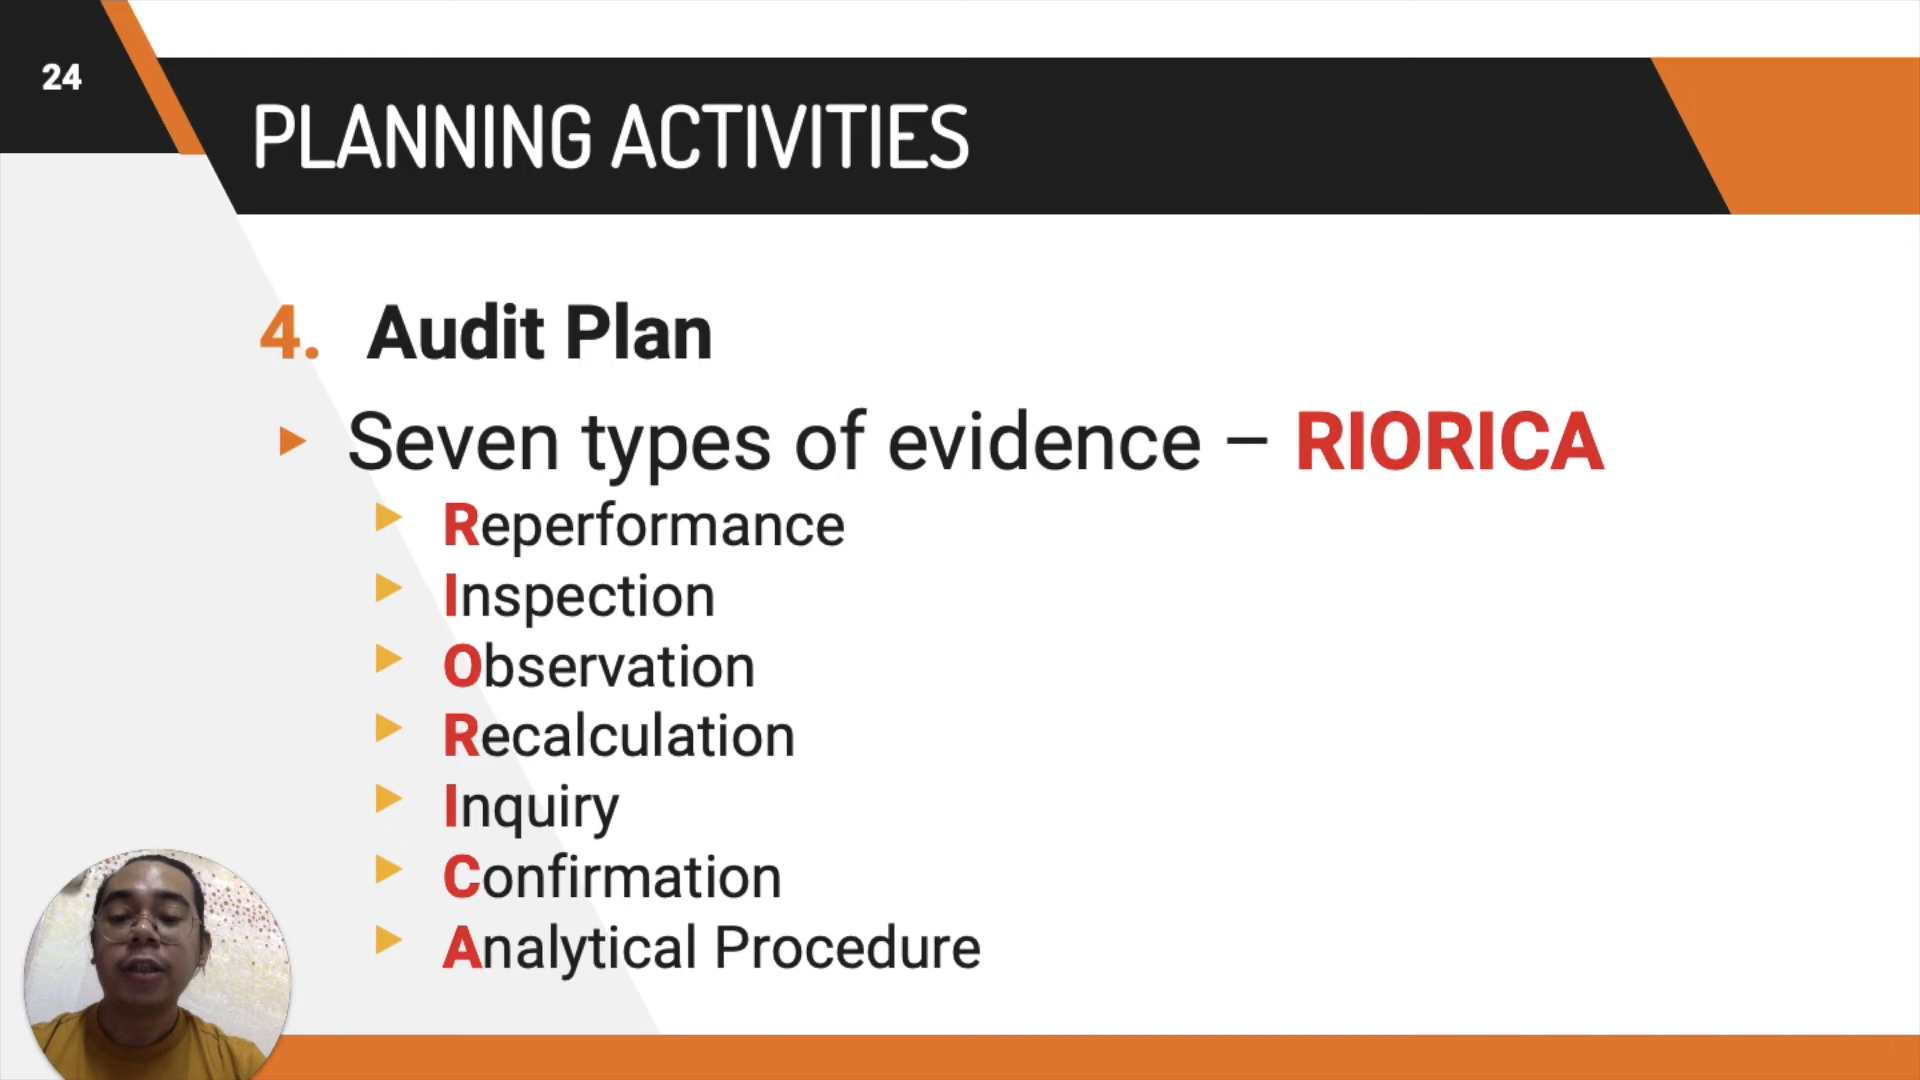 24
PLANNING ACTIVITIES
4. Audit Plan
Seven types of evidence – RIORICA
Reperformance
Inspection
Observation
Recalculation
Inquiry
Confirmation
Analytical Procedure